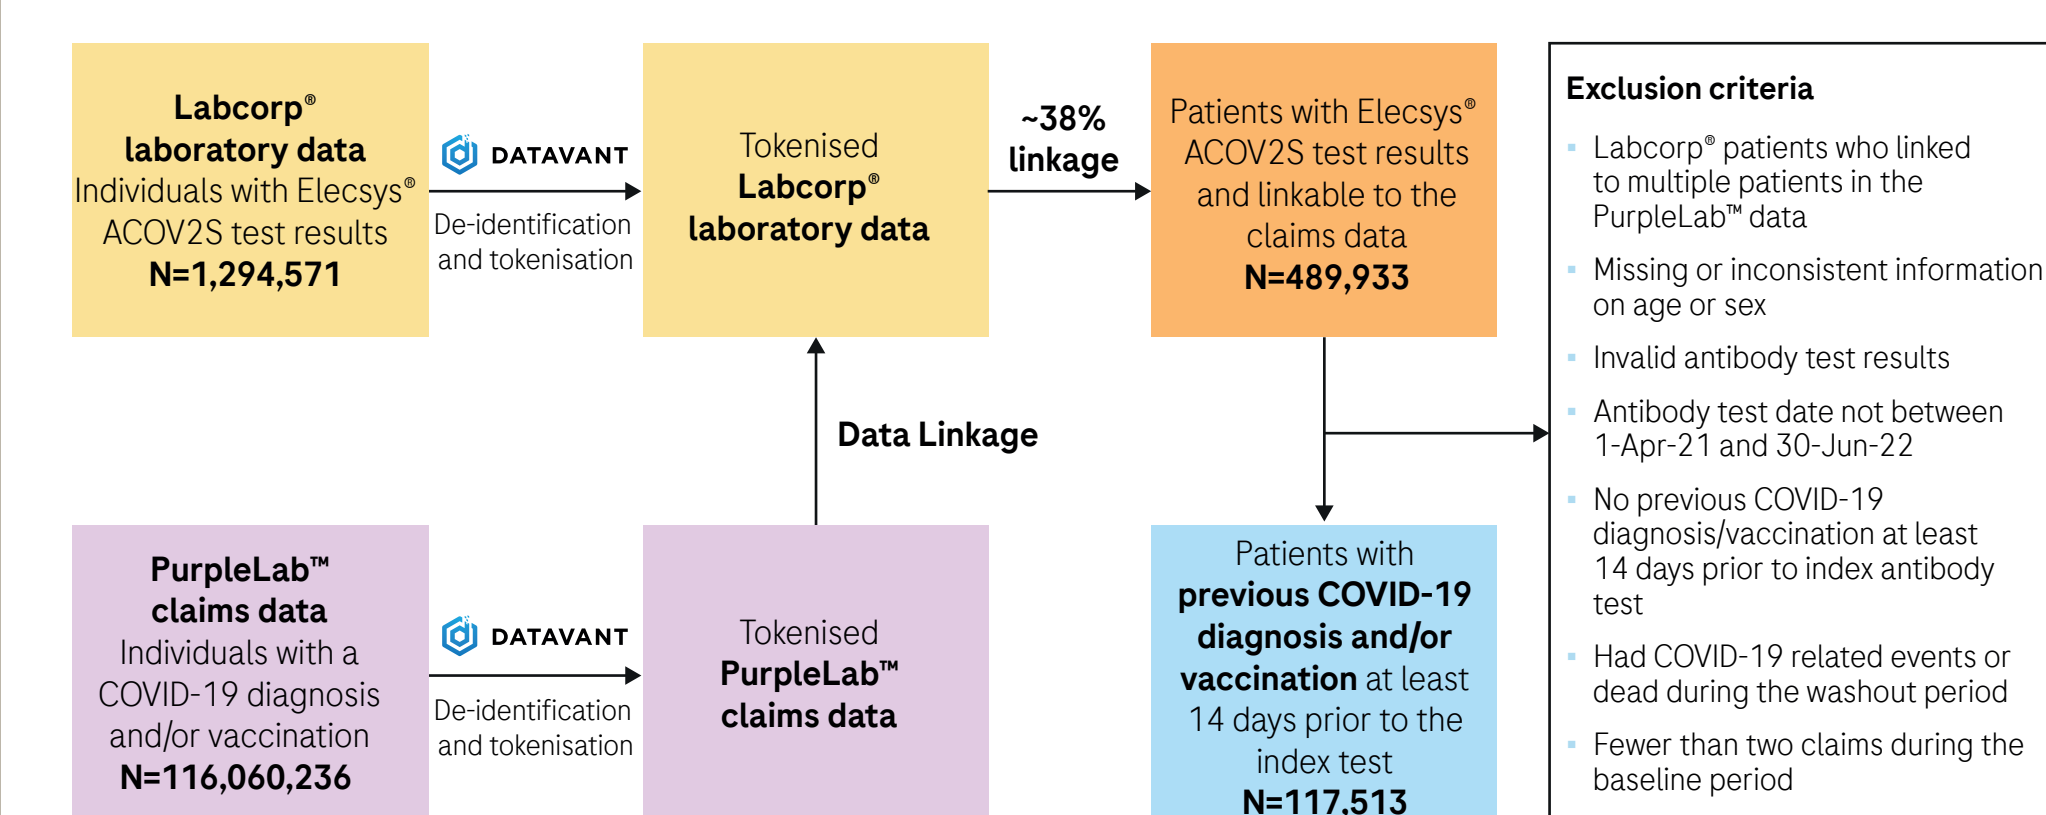 Labcorp®
laboratory data
Individuals with Elecsys®
ACOV2S test results
N=1,294,571
DATAVANT
De-identification
and tokenisation
Tokenised
Labcorp®
laboratory data
~38%
linkage
Patients with Elecsys®
ACOV2S test results
and linkable to the
claims data
N=489,933
Data Linkage
PurpleLab™
claims data
Individuals with a
COVID-19 diagnosis
and/or vaccination
N=116,060,236
DATAVANT
De-identification
and tokenisation
Tokenised
PurpleLab™
claims data
Patients with
previous COVID-19
diagnosis and/or
vaccination at least
14 days prior to the
index test
N=117,513
Exclusion criteria
▪ Labcorp® patients who linked
to multiple patients in the
PurpleLab™ data
▪ Missing or inconsistent information
on age or sex
▪ Invalid antibody test results
▪ Antibody test date not between
1-Apr-21 and 30-Jun-22
▪ No previous COVID-19
diagnosis/vaccination at least
14 days prior to index antibody
test
▪ Had COVID-19 related events or
dead during the washout period
▪ Fewer than two claims during the
baseline period